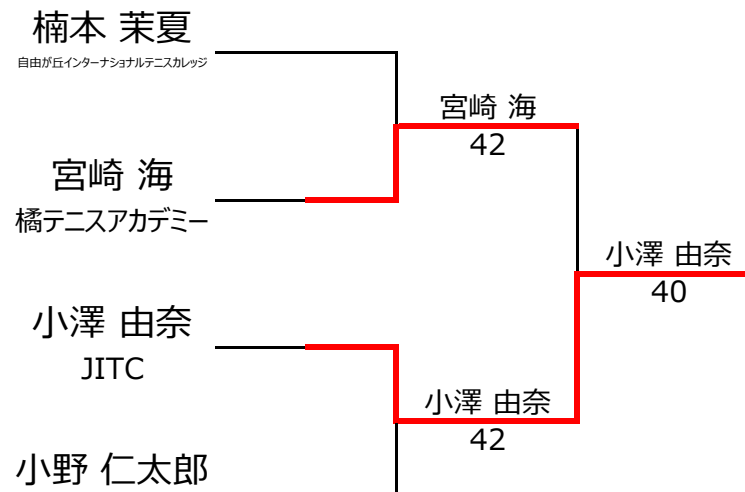 楠本 茉夏
自由が丘インターナショナルテニスカレッジ
宮崎 海
42
宮崎 海
橘テニスアカデミー
小澤 由奈
40
小澤 由奈
JITC
小澤 由奈
42
小野 仁太郎